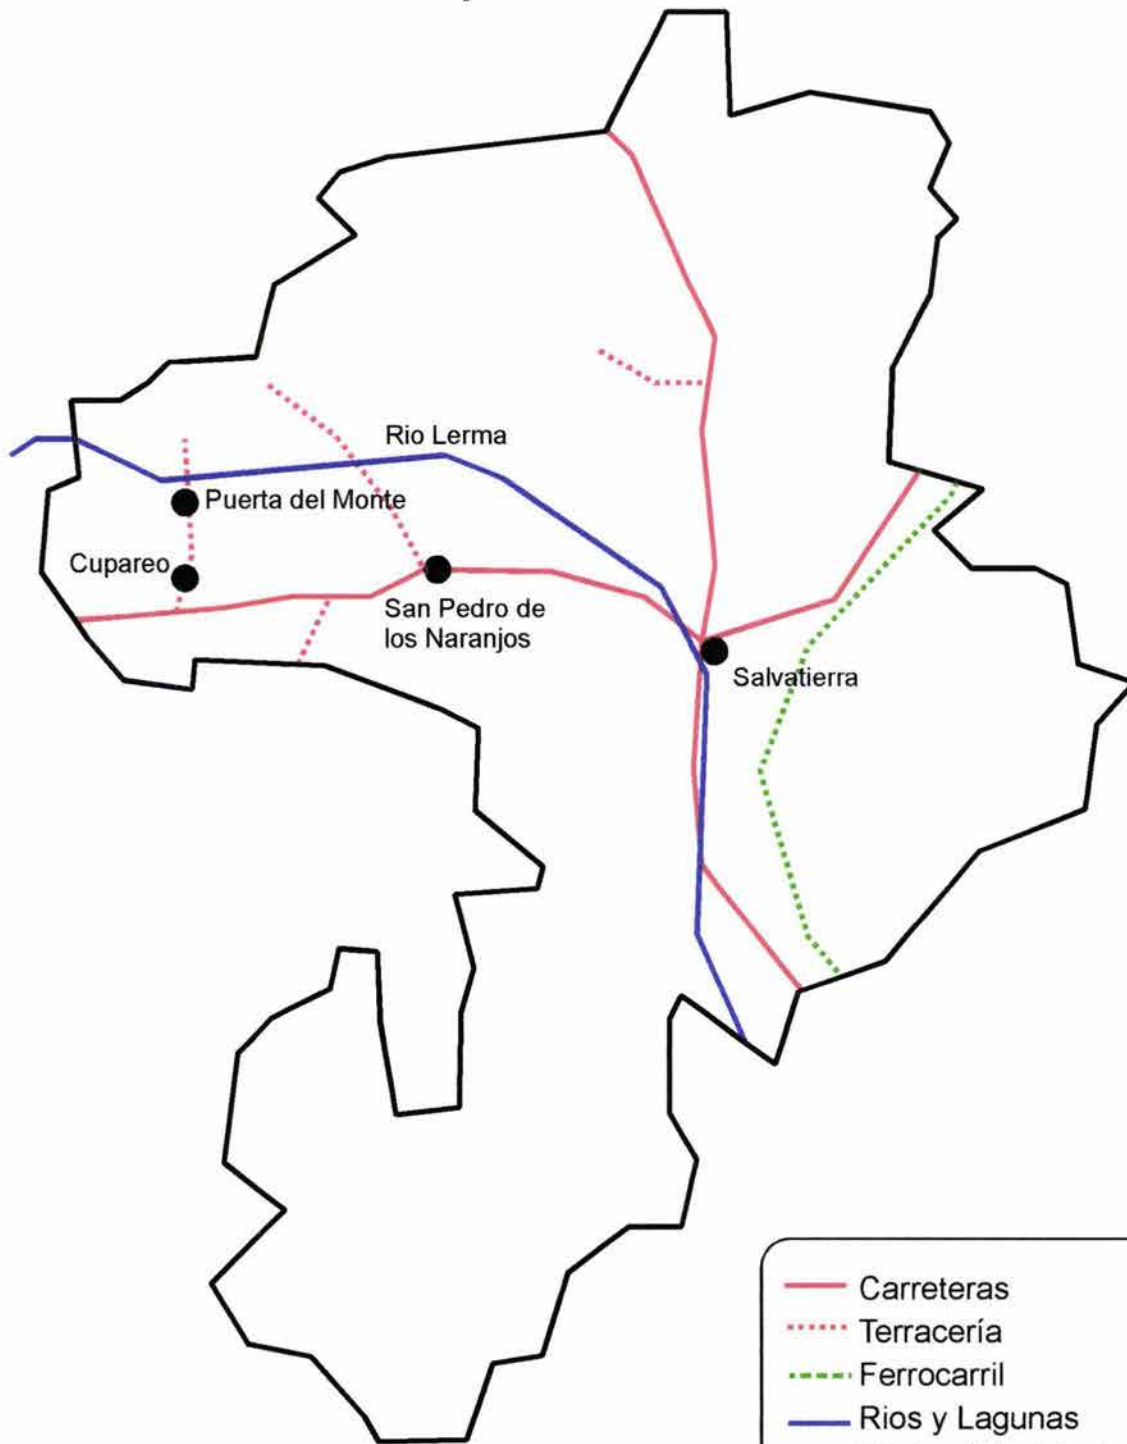 Rio Lerma
Puerta del Monte
Cupareo
San Pedro de
los Naranjos
Salvatierra
Carreteras
Terracería
Ferrocarril
Rios y Lagunas